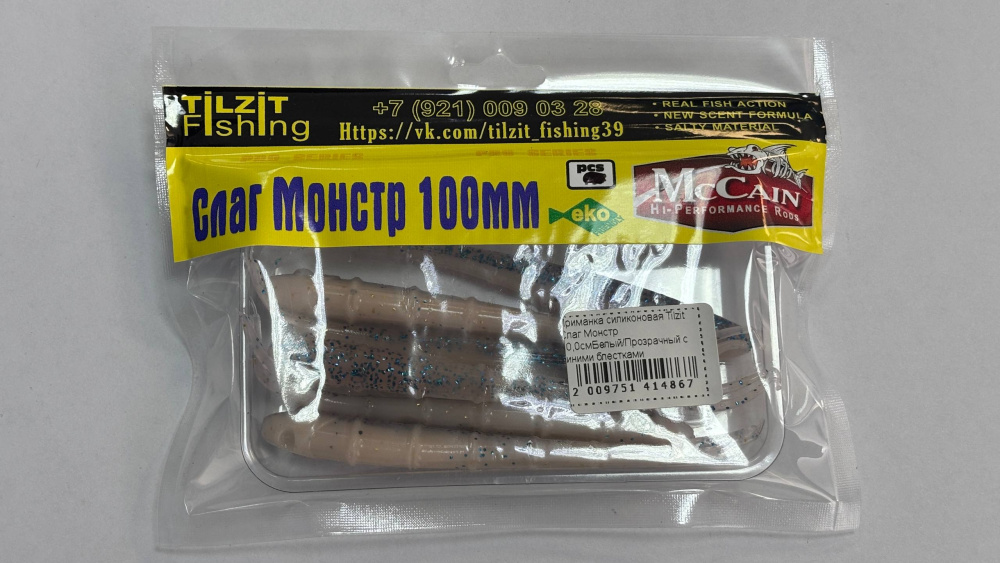 TiLZiT
Fishing
+7 (921) 009 03 28
Https://vk.com/tilzit_fishing39
• REAL FISH ACTION
• NEW SCENT FORMULA
• SALTY MATERIAL
Слаг Монстр 100мм
pcs
eko
McCain
Hi-Performance Rods
риманка силиконовая Tilzit
лаг Монстр
0,0смБелый/Прозрачный с
иними блестками
2 009751 414867